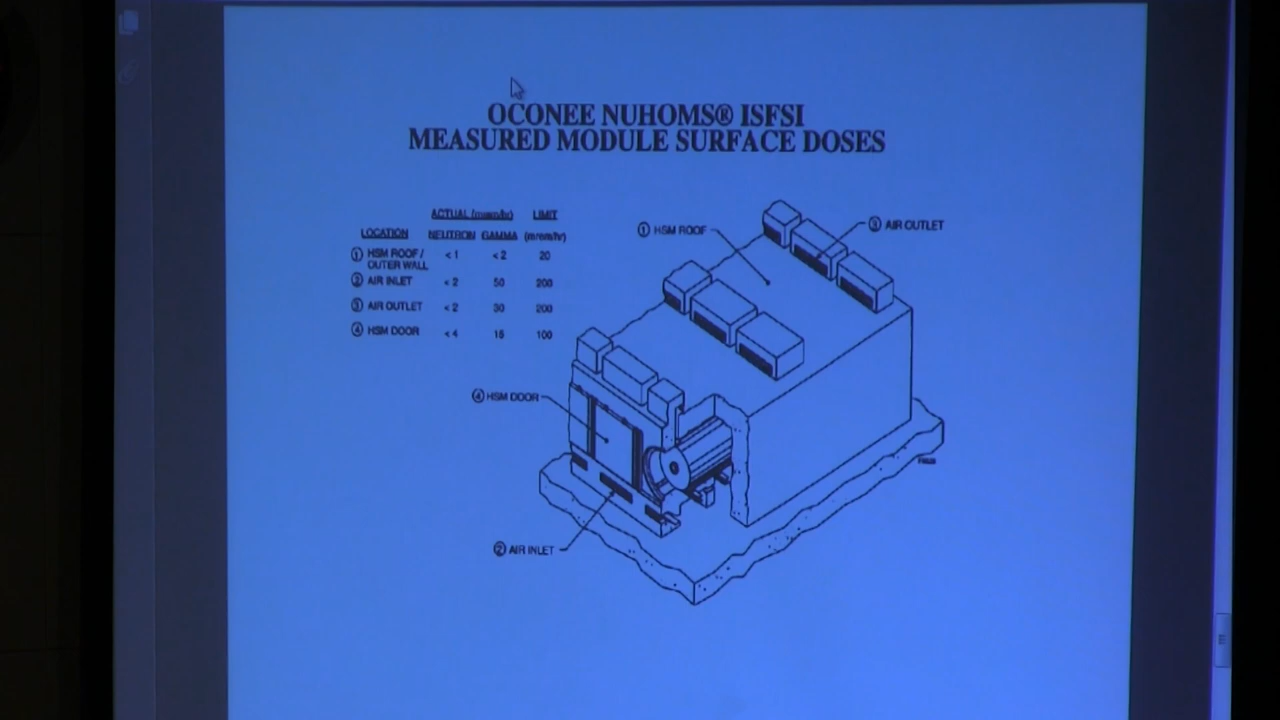 OCONEE NUHOMS® ISFSI
MEASURED MODULE SURFACE DOSES
ACTUAL (mrem/hr) LIMIT
LOCATION NEUTRON GAMMA (mrem/hr)
① HSM ROOF / OUTER WALL < 1 < 2 20
② AIR INLET < 2 50 200
③ AIR OUTLET < 2 30 200
④ HSM DOOR < 4 15 100
① HSM ROOF
③ AIR OUTLET
④ HSM DOOR
② AIR INLET